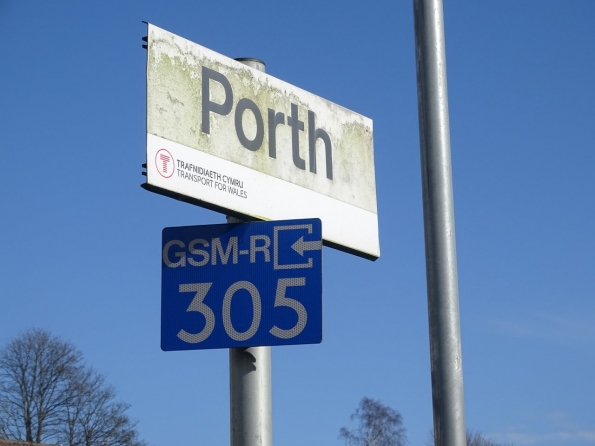 Porth
TRAFNIDIAETH CYMRU
TRANSPORT FOR WALES
GSM-R
305